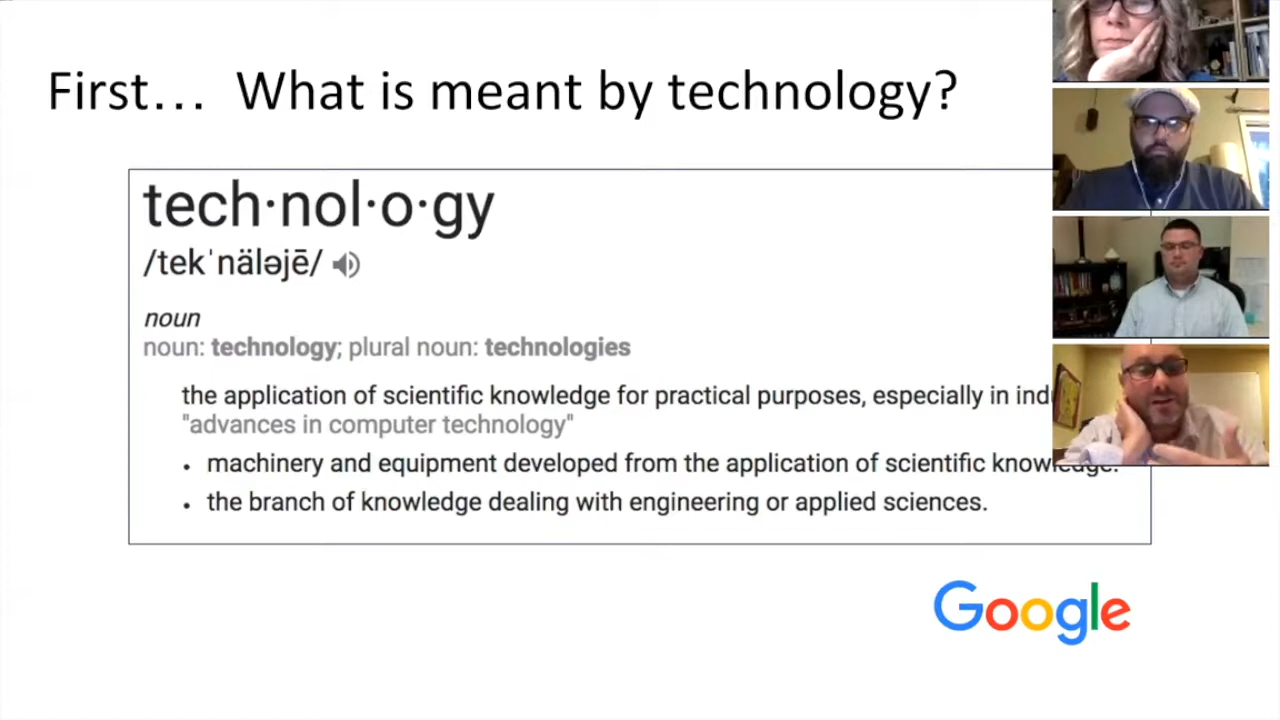 First... What is meant by technology?
tech·nol·o·gy
/tekˈnäləjē/
noun
noun: technology; plural noun: technologies
the application of scientific knowledge for practical purposes, especially in
"advances in computer technology"
• machinery and equipment developed from the application of scientific knowledge.
• the branch of knowledge dealing with engineering or applied sciences.
Google